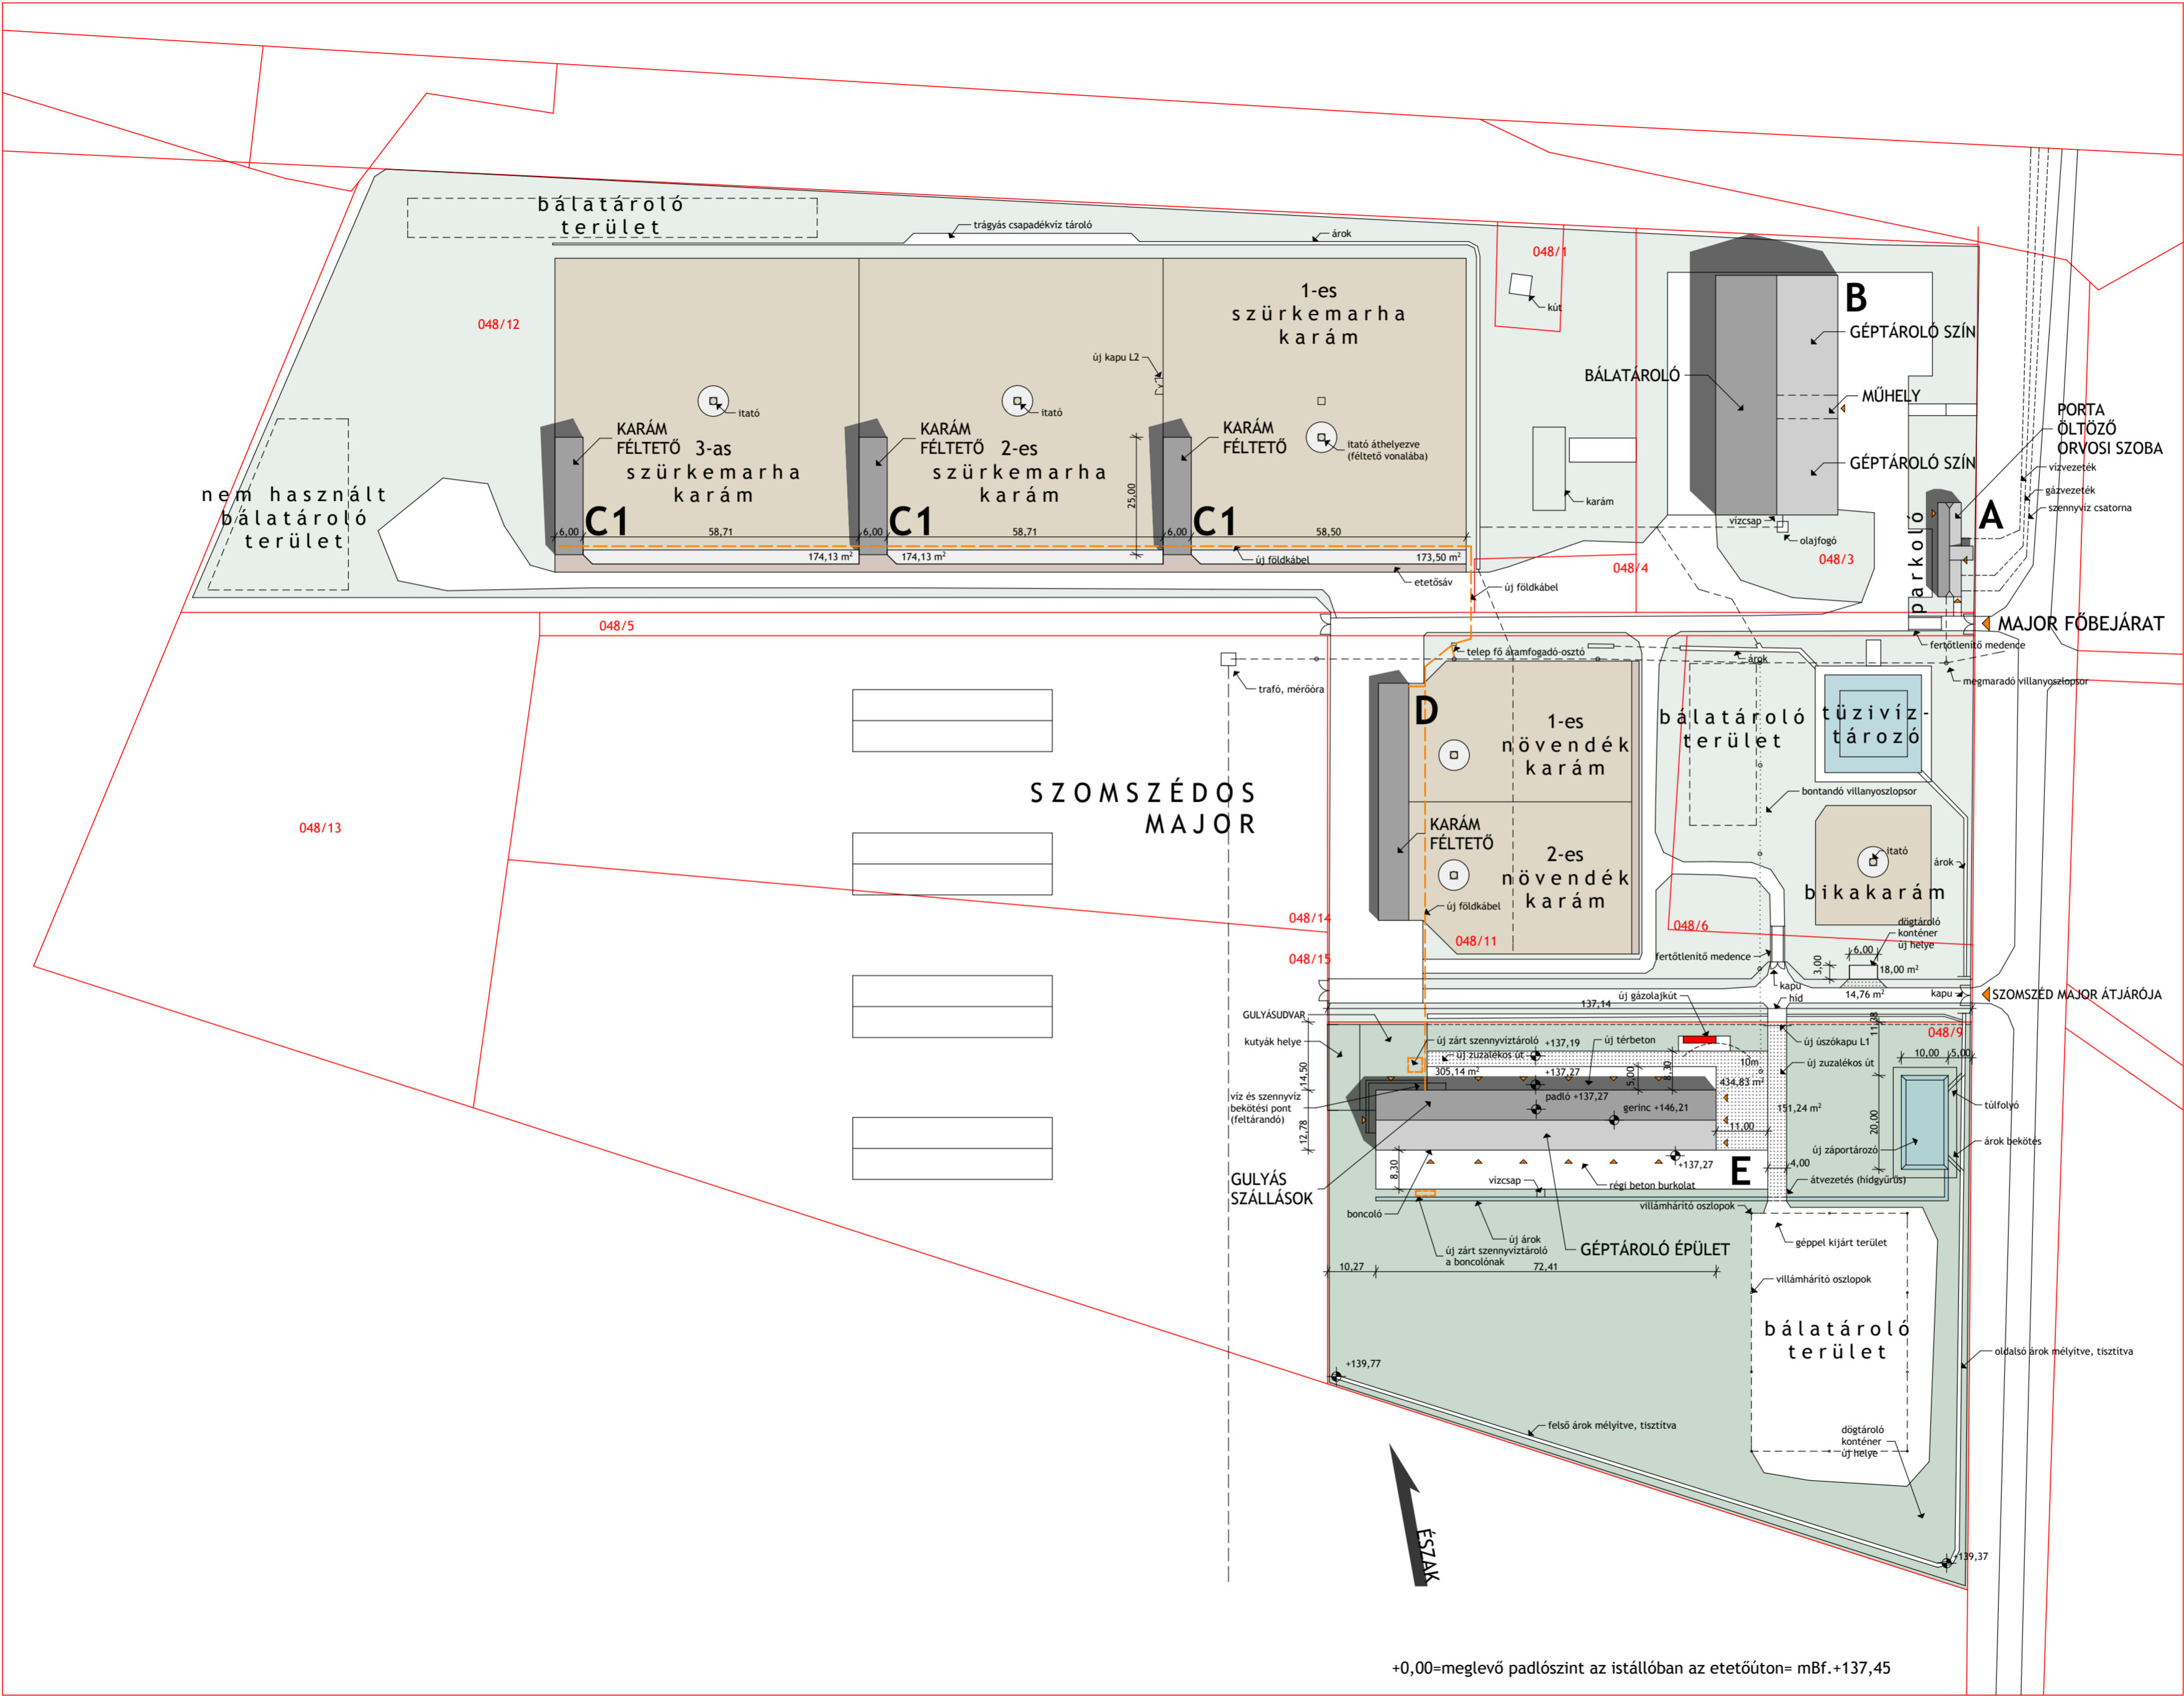 bálatároló
terület
trágyás csapadékvíz tároló
árok
048/1
kút
B
GÉPTÁROLÓ SZÍN
BÁLATÁROLÓ
MŰHELY
GÉPTÁROLÓ SZÍN
1-es
szürkemarha
karám
048/12
új kapu L2
itató
itató
itató áthelyezve
(féltető vonalába)
KARÁM
FÉLTETŐ
3-as
szürkemarha
karám
KARÁM
FÉLTETŐ
2-es
szürkemarha
karám
KARÁM
FÉLTETŐ
25,00
karám
PORTA
ÖLTÖZŐ
ORVOSI SZOBA
vízvezeték
gázvezeték
szennyvíz csatorna
A
parkoló
vízcsap
olajfogó
048/3
nem használt
bálatároló
terület
C1
C1
C1
6,00
58,71
6,00
58,71
6,00
58,50
174,13 m²
174,13 m²
173,50 m²
új földkábel
etetősáv
új földkábel
048/4
048/5
MAJOR FŐBEJÁRAT
fertőtlenítő medence
megmaradó villanyoszlopsor
telep fő áramfogadó-osztó
árok
trafó, mérőóra
D
1-es
növendék
karám
bálatároló
terület
tüzivíz-
tározó
SZOMSZÉDOS
MAJOR
bontandó villanyoszlopsor
048/13
KARÁM
FÉLTETŐ
2-es
növendék
karám
itató
árok
bikakarám
új földkábel
048/14
048/11
048/6
048/15
dögtároló
konténer
új helye
6,00
3,00
18,00 m²
14,76 m²
fertőtlenítő medence
kapu
híd
kapu
SZOMSZÉD MAJOR ÁTJÁRÓJA
137,14
új gázolajkút
GULYÁSUDVAR
kutyák helye
új zárt szennyvíztároló
+137,19
új térbeton
új zuzalékos út
305,14 m²
+137,27
5,00
8,30
10m
434,83 m²
új úszókapu L1
új zuzalékos út
11,28
048/9
10,00
5,00
14,50
12,78
víz és szennyvíz
bekötési pont
(feltárandó)
padló +137,27
gerinc +146,21
11,00
151,24 m²
20,00
túlfolyó
árok bekötés
új záportározó
4,00
átvezetés (hídgyűrűs)
+137,27
E
8,30
GULYÁS
SZÁLLÁSOK
vízcsap
régi beton burkolat
boncoló
villámhárító oszlopok
új árok
új zárt szennyvíztároló
a boncolónak
GÉPTÁROLÓ ÉPÜLET
géppel kijárt terület
10,27
72,41
villámhárító oszlopok
bálatároló
terület
oldalsó árok mélyítve, tisztítva
+139,77
felső árok mélyítve, tisztítva
dögtároló
konténer
új helye
ÉSZAK
+139,37
+0,00=meglevő padlószint az istállóban az etetőúton= mBf.+137,45